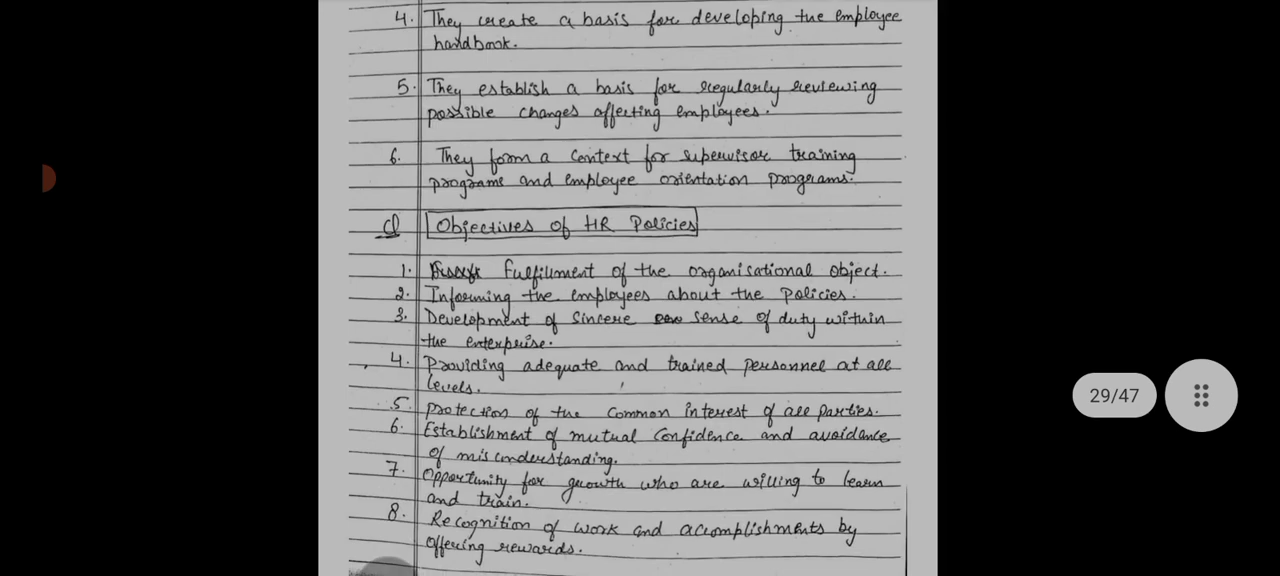 4. They create a basis for developing the employee
handbook.
5. They establish a basis for regularly reviewing
possible changes affecting employees.
6. They form a context for supervisor training
programs and employee orientation programs.
Objectives of HR Policies
1. Fulfillment of the organisational object.
2. Informing the employees about the policies.
3. Development of sincere sense of duty within
the enterprise.
4. Providing adequate and trained personnel at all
levels.
5. Protection of the common interest of all parties.
6. Establishment of mutual confidence and avoidance
of misunderstanding.
7. Opportunity for growth who are willing to learn
and train.
8. Recognition of work and accomplishments by
offering rewards.
29/47